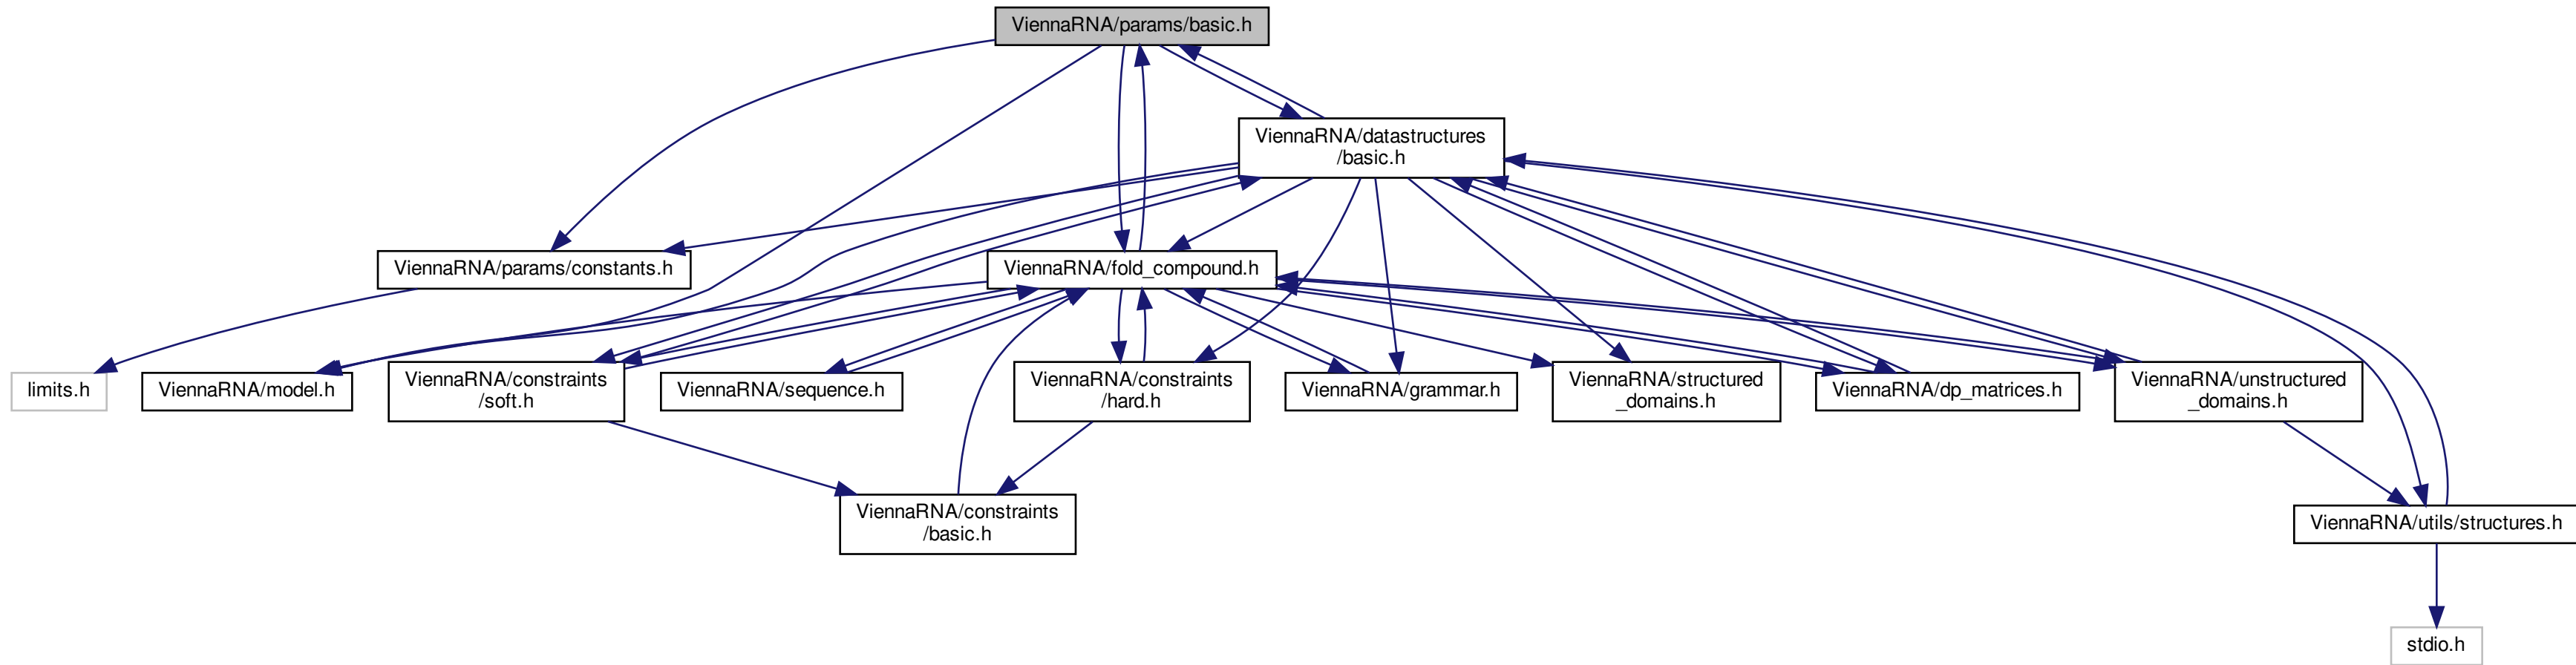 ViennaRNA/params/basic.h
ViennaRNA/datastructures
/basic.h
ViennaRNA/params/constants.h
ViennaRNA/fold_compound.h
limits.h
ViennaRNA/model.h
ViennaRNA/constraints
/soft.h
ViennaRNA/sequence.h
ViennaRNA/constraints
/hard.h
ViennaRNA/grammar.h
ViennaRNA/structured
_domains.h
ViennaRNA/dp_matrices.h
ViennaRNA/unstructured
_domains.h
ViennaRNA/constraints
/basic.h
ViennaRNA/utils/structures.h
stdio.h